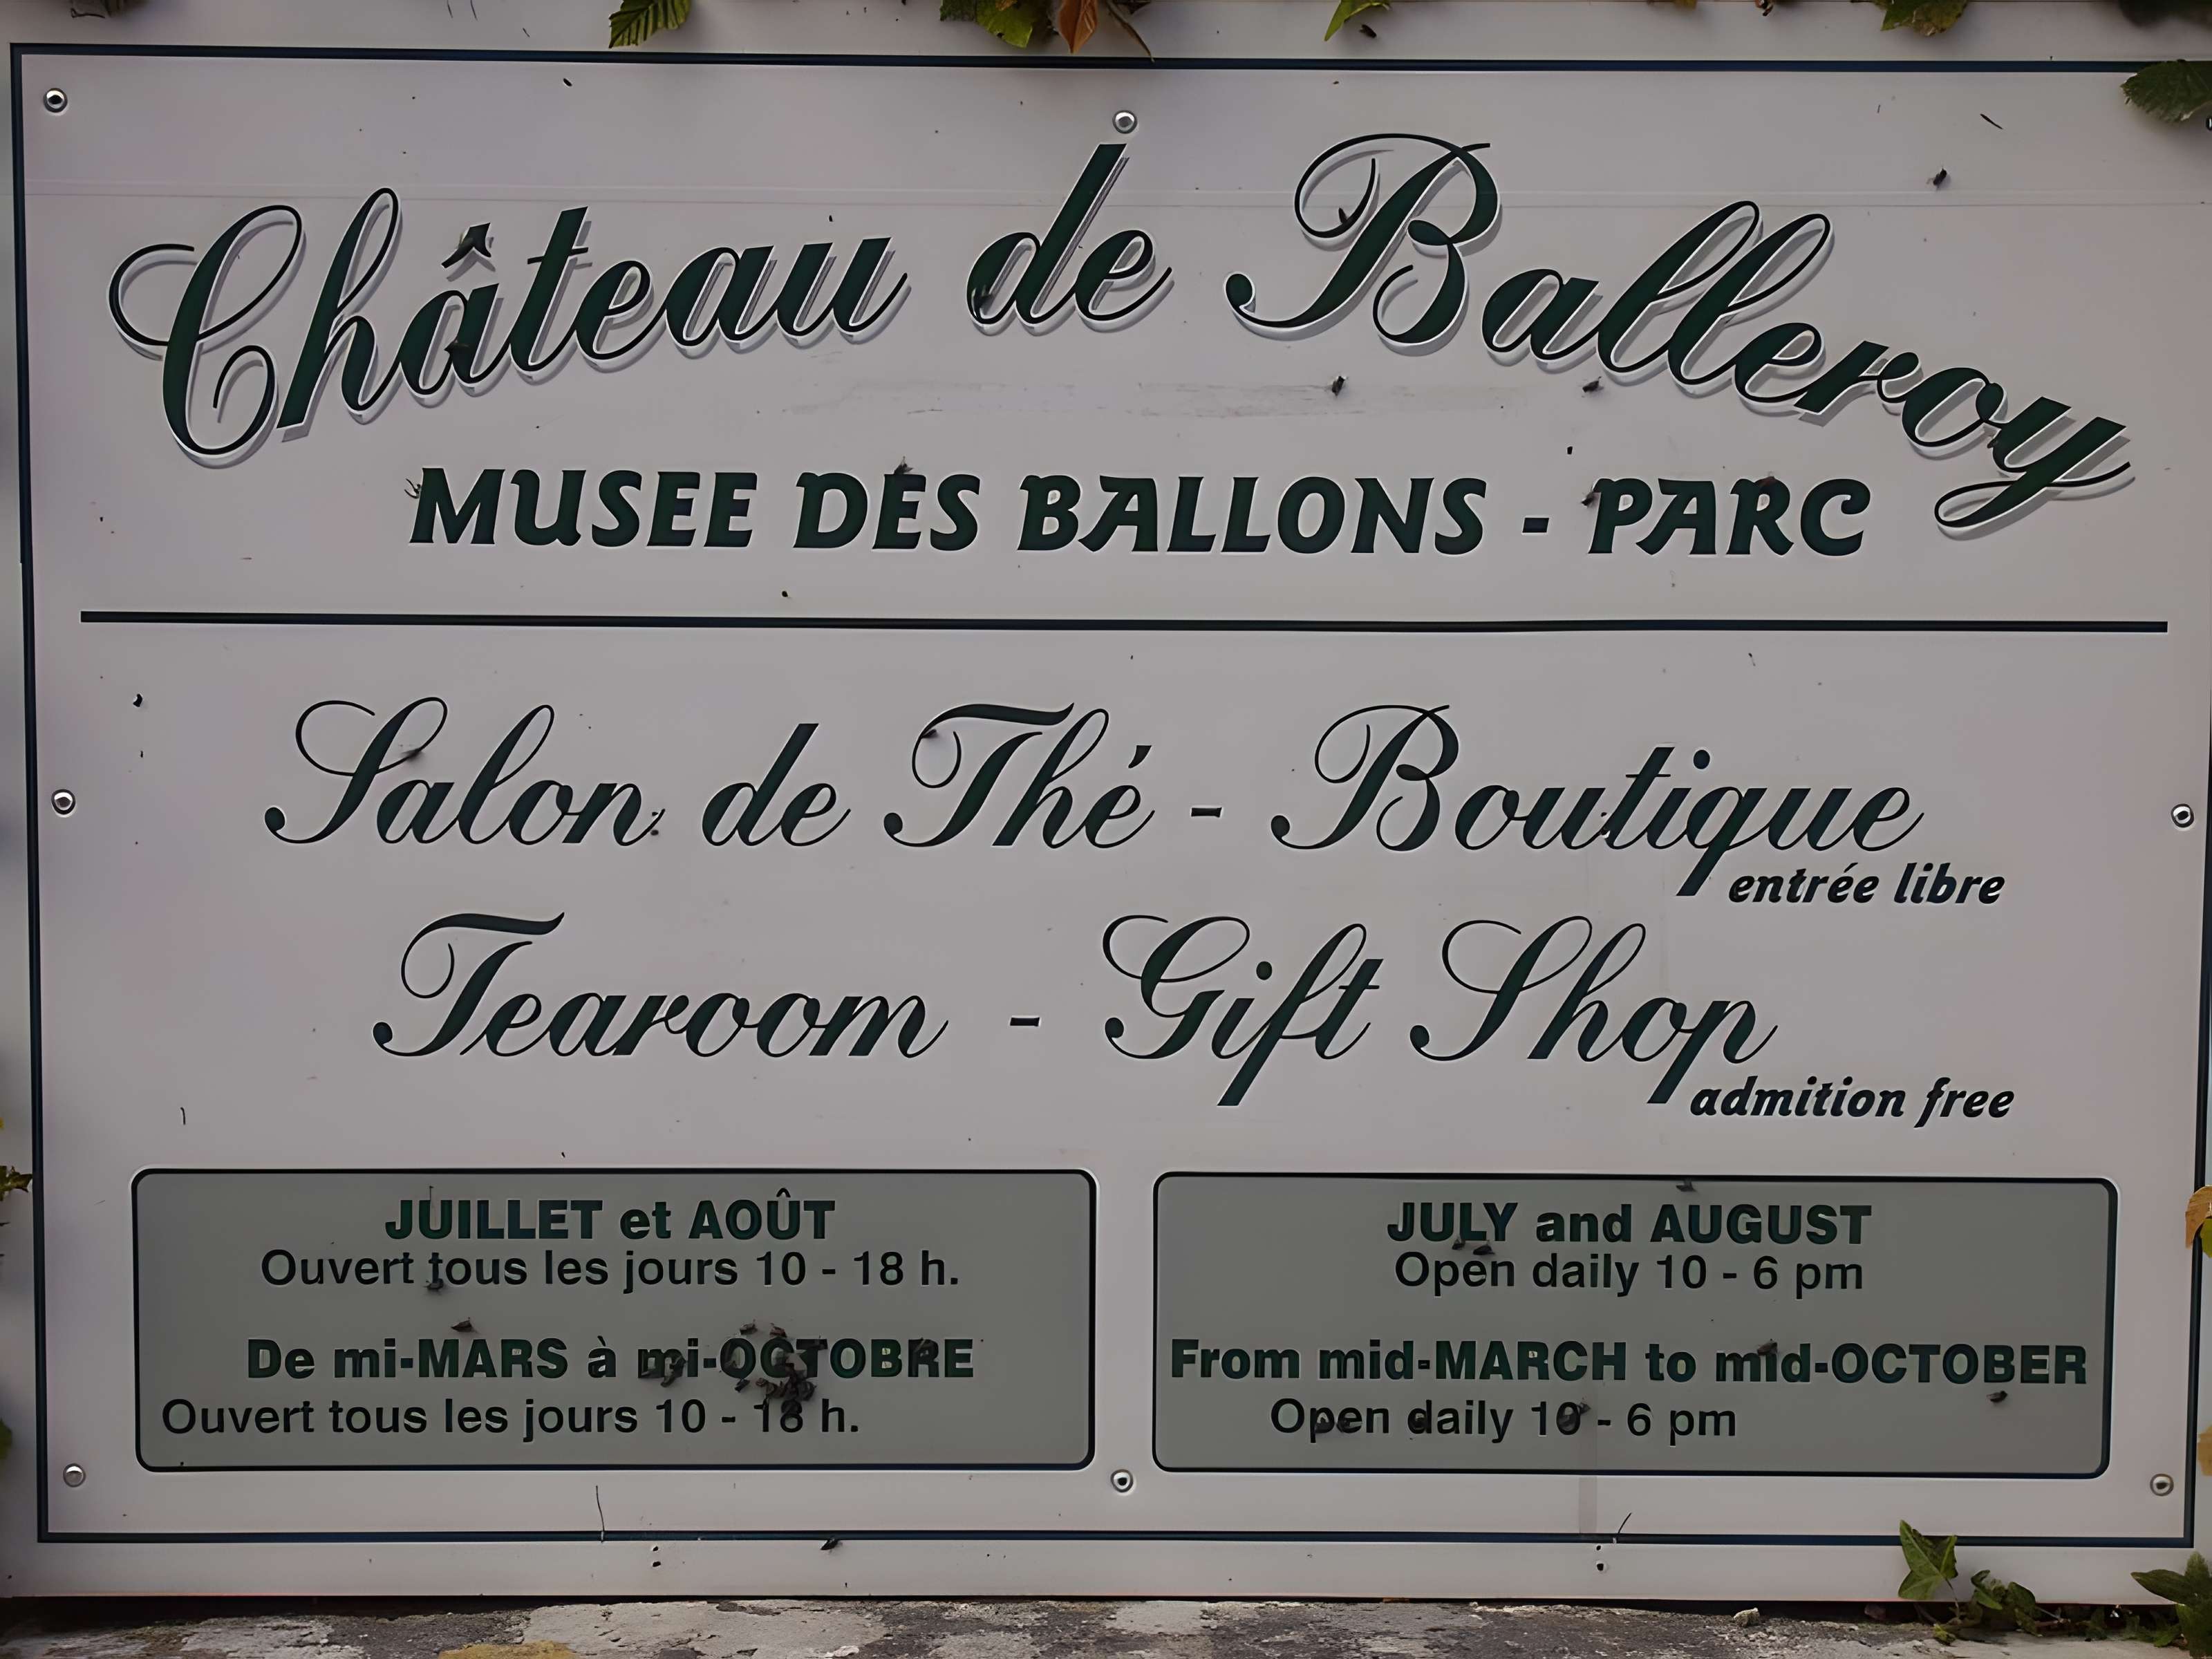 Château de Balleroy
MUSEE DES BALLONS - PARC
Salon de Thé - Boutique
entrée libre
Tearoom - Gift Shop
admition free
JUILLET et AOÛT
Ouvert tous les jours 10 - 18 h.
De mi-MARS à mi-OCTOBRE
Ouvert tous les jours 10 - 18 h.
JULY and AUGUST
Open daily 10 - 6 pm
From mid-MARCH to mid-OCTOBER
Open daily 10 - 6 pm